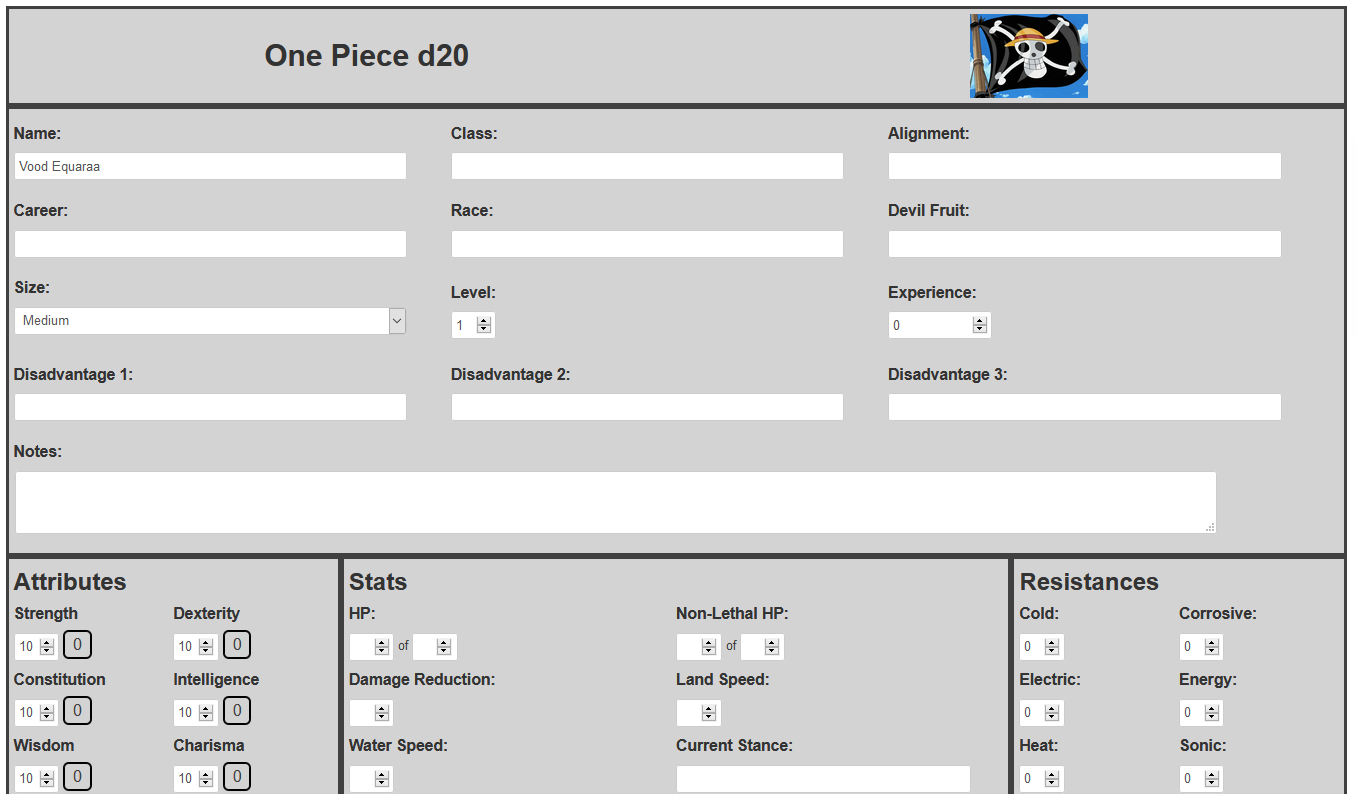 One Piece d20
Name: Class: Alignment:
Vood Equaraa
Career: Race: Devil Fruit:
Size: Level: Experience:
Medium 1 0
Disadvantage 1: Disadvantage 2: Disadvantage 3:
Notes:
Attributes Stats Resistances
Strength Dexterity HP: Non-Lethal HP: Cold: Corrosive:
10 0 10 0 of of 0 0
Constitution Intelligence Damage Reduction: Land Speed: Electric: Energy:
10 0 10 0 0 0
Wisdom Charisma Water Speed: Current Stance: Heat: Sonic:
10 0 10 0 0 0